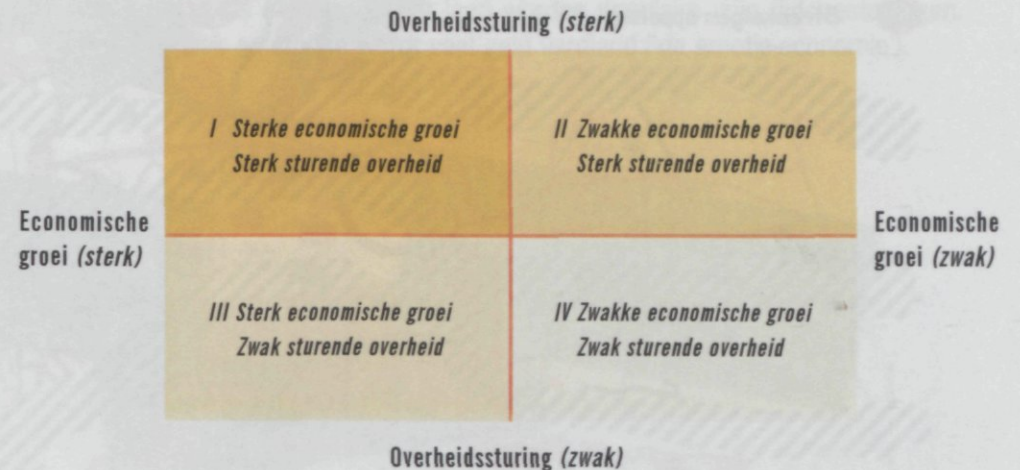 Overheidssturing (sterk)
I Sterke economische groei
Sterk sturende overheid
II Zwakke economische groei
Sterk sturende overheid
Economische
groei (sterk)
Economische
groei (zwak)
III Sterk economische groei
Zwak sturende overheid
IV Zwakke economische groei
Zwak sturende overheid
Overheidssturing (zwak)